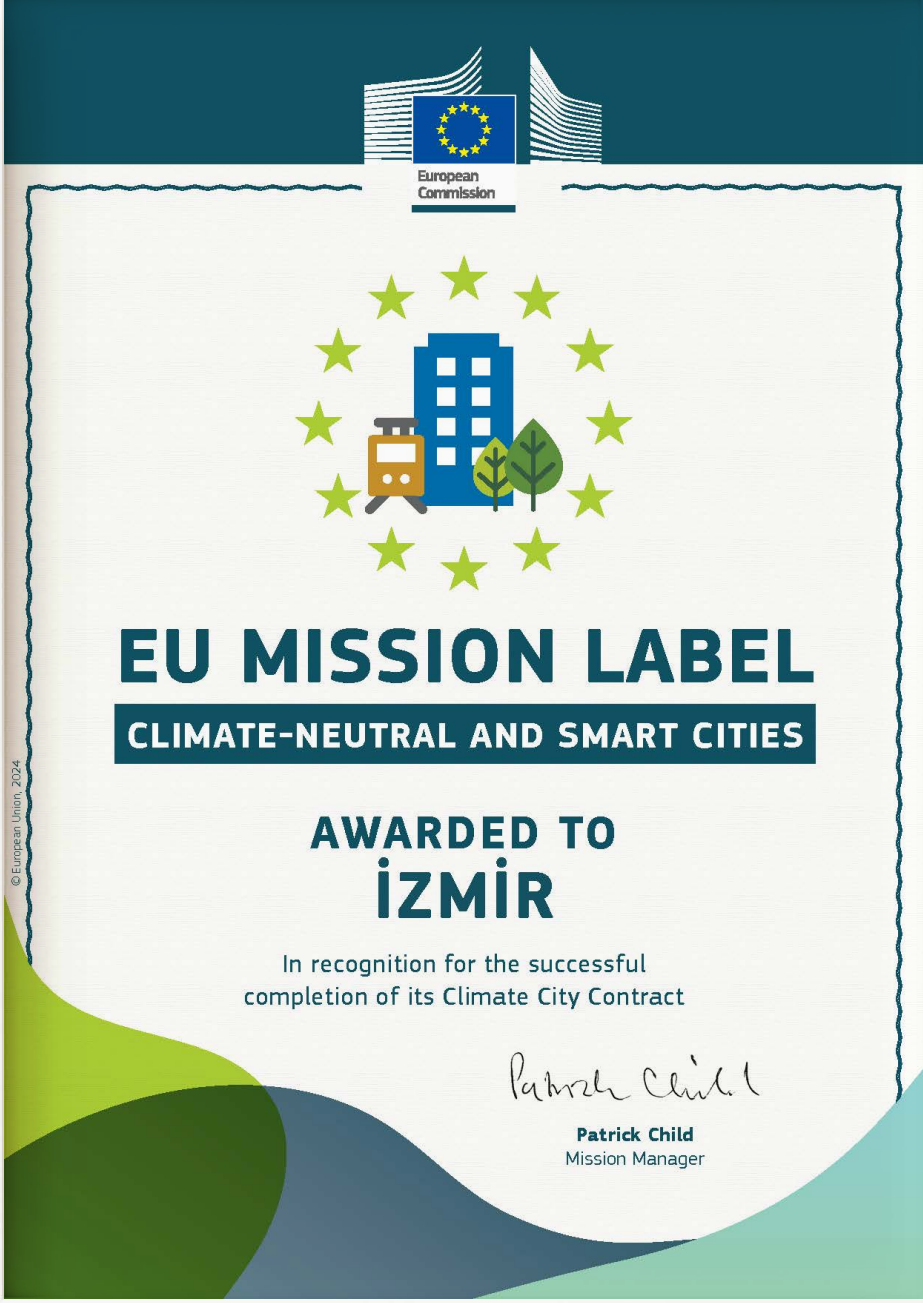 European
Commission
EU MISSION LABEL
CLIMATE-NEUTRAL AND SMART CITIES
AWARDED TO
İZMİR
In recognition for the successful
completion of its Climate City Contract
Patrick Child
Patrick Child
Mission Manager
© European Union, 2024